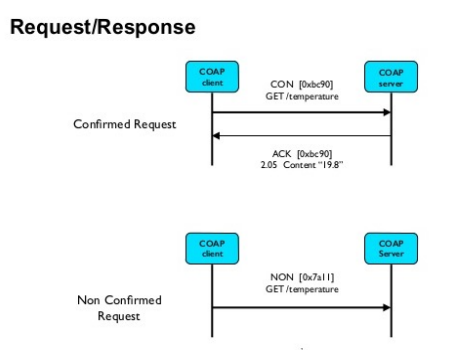 Request/Response
COAP
client
CON [0xbc90]
GET /temperature
COAP
server
Confirmed Request
ACK [0xbc90]
2.05 Content "19.8"
COAP
client
NON [0x7a11]
GET /temperature
COAP
Server
Non Confirmed
Request